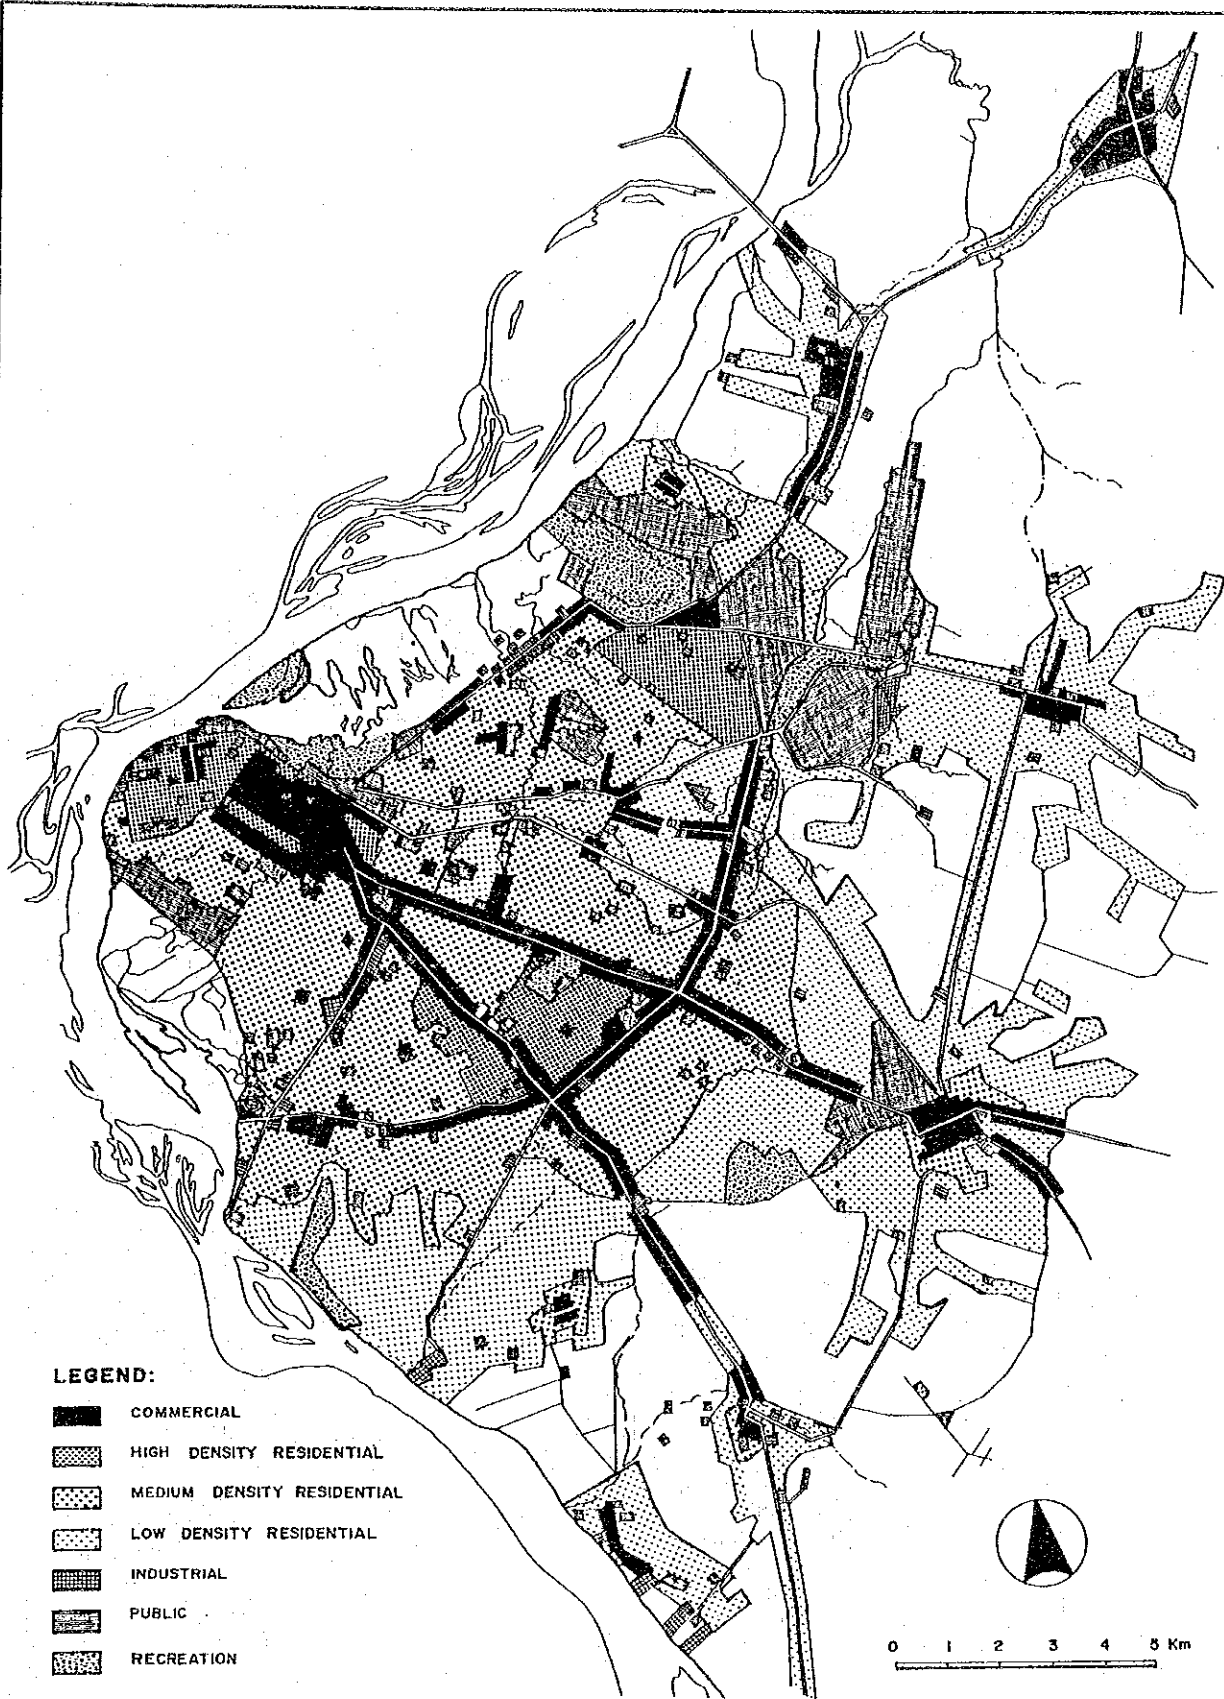 LEGEND:
COMMERCIAL
HIGH DENSITY RESIDENTIAL
MEDIUM DENSITY RESIDENTIAL
LOW DENSITY RESIDENTIAL
INDUSTRIAL
PUBLIC
RECREATION
0 1 2 3 4 5 Km